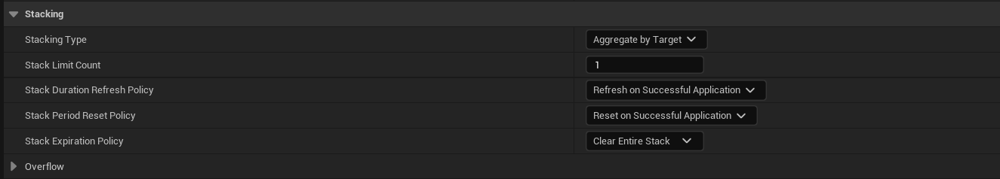 Stacking
Stacking Type Aggregate by Target
Stack Limit Count 1
Stack Duration Refresh Policy Refresh on Successful Application
Stack Period Reset Policy Reset on Successful Application
Stack Expiration Policy Clear Entire Stack
Overflow